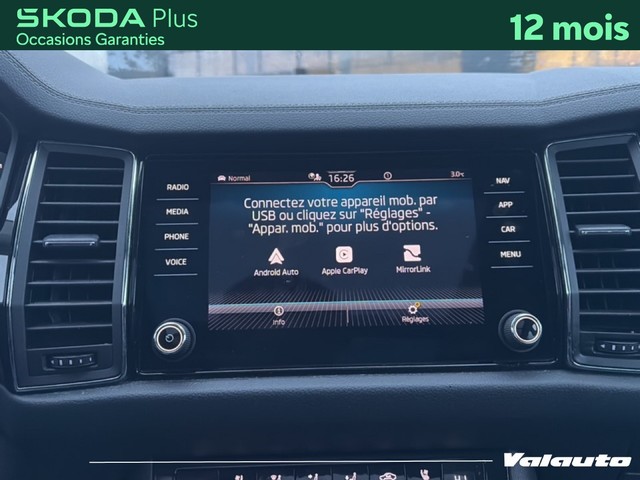 ŠKODA Plus
Occasions Garanties
12 mois
Normal
16:26
3.0°C
RADIO
MEDIA
PHONE
VOICE
Connectez votre appareil mob. par
USB ou cliquez sur "Réglages" -
"Appar. mob." pour plus d'options.
Android Auto
Apple CarPlay
MirrorLink
Info
Réglages
NAV
APP
CAR
MENU
Valauto